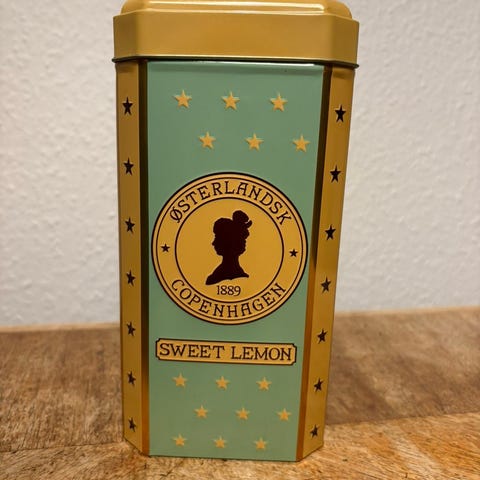 ØSTERLANDSK
1889
COPENHAGEN
SWEET LEMON